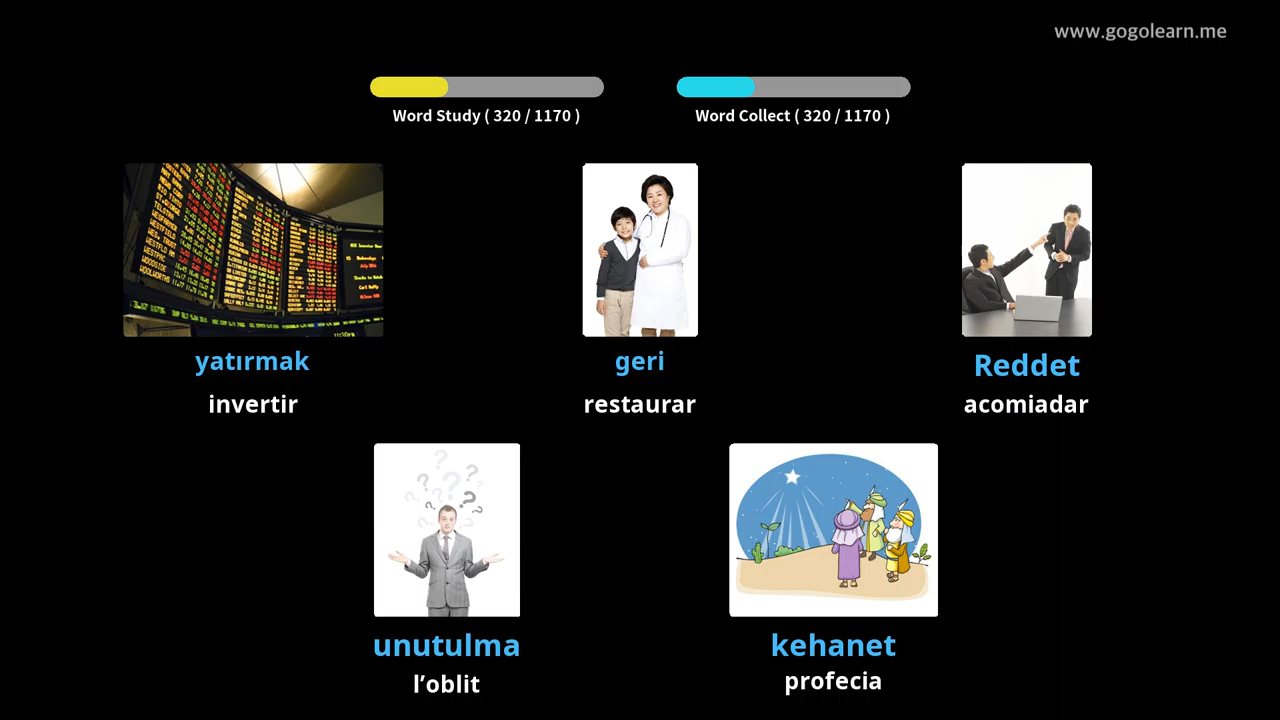 www.gogolearn.me
Word Study ( 320 / 1170 )
Word Collect ( 320 / 1170 )
yatırmak
invertir
geri
restaurar
Reddet
acomiadar
unutulma
l’oblit
kehanet
profecia